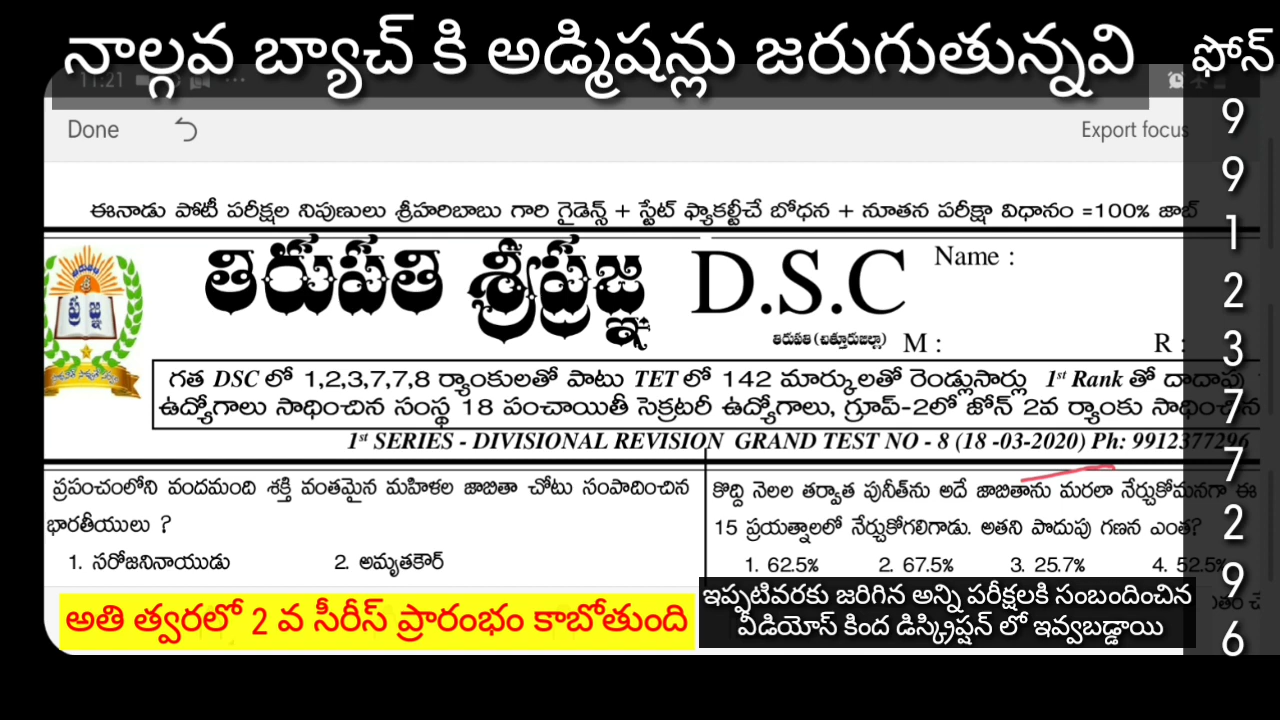 నాల్గవ బ్యాచ్ కి అడ్మిషన్లు జరుగుతున్నవి
ఫోన్
9
9
1
2
3
7
7
2
9
6
11:21
Done
Export focus
ఈనాడు పోటీ పరీక్షల నిపుణులు శ్రీహరిబాబు గారి గైడెన్స్ + స్టేట్ ఫ్యాకల్టీచే బోధన + నూతన పరీక్షా విధానం =100% జాబ్
తిరుపతి శ్రీప్రజ్ఞ D.S.C
Name :
తిరుపతి (చిత్తూరుజిల్లా)
M :
R :
గత DSC లో 1,2,3,7,7,8 ర్యాంకులతో పాటు TET లో 142 మార్కులతో రెండ్లుసార్లు 1st Rank తో దాదాపు
ఉద్యోగాలు సాధించిన సంస్థ 18 పంచాయితీ సెక్రటరీ ఉద్యోగాలు, గ్రూప్-2లో జోన్ 2వ ర్యాంకు సాధించిన
1st SERIES - DIVISIONAL REVISION GRAND TEST NO - 8 (18 -03-2020) Ph: 9912377296
ప్రపంచంలోని వందమంది శక్తి వంతమైన మహిళల జాబితా చోటు సంపాదించిన
భారతీయులు ?
1. సరోజనినాయుడు 2. అమృతకౌర్
కొద్ది నెలల తర్వాత పునీత్‌ను అదే జాబితాను మరలా నేర్చుకోమనగా ఈ
15 ప్రయత్నాలలో నేర్చుకోగలిగాడు. అతని పొదుపు గణన ఎంత?
1. 62.5% 2. 67.5% 3. 25.7% 4. 52.5%
అతి త్వరలో 2 వ సీరీస్ ప్రారంభం కాబోతుంది
ఇప్పటివరకు జరిగిన అన్ని పరీక్షలకి సంబందించిన
వీడియోస్ కింద డిస్క్రిప్షన్ లో ఇవ్వబడ్డాయి